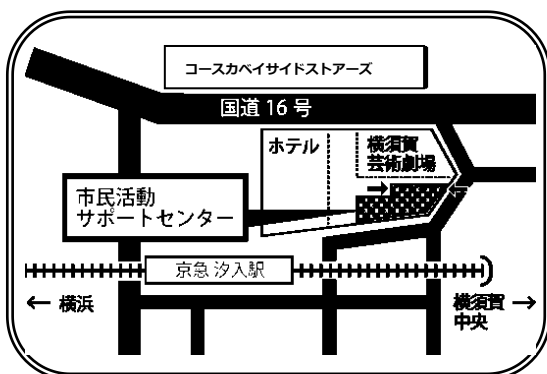 コースカベイサイドストアーズ
国道16号
ホテル
横須賀
芸術劇場
市民活動
サポートセンター
京急 汐入駅
← 横浜
横須賀 →
中央